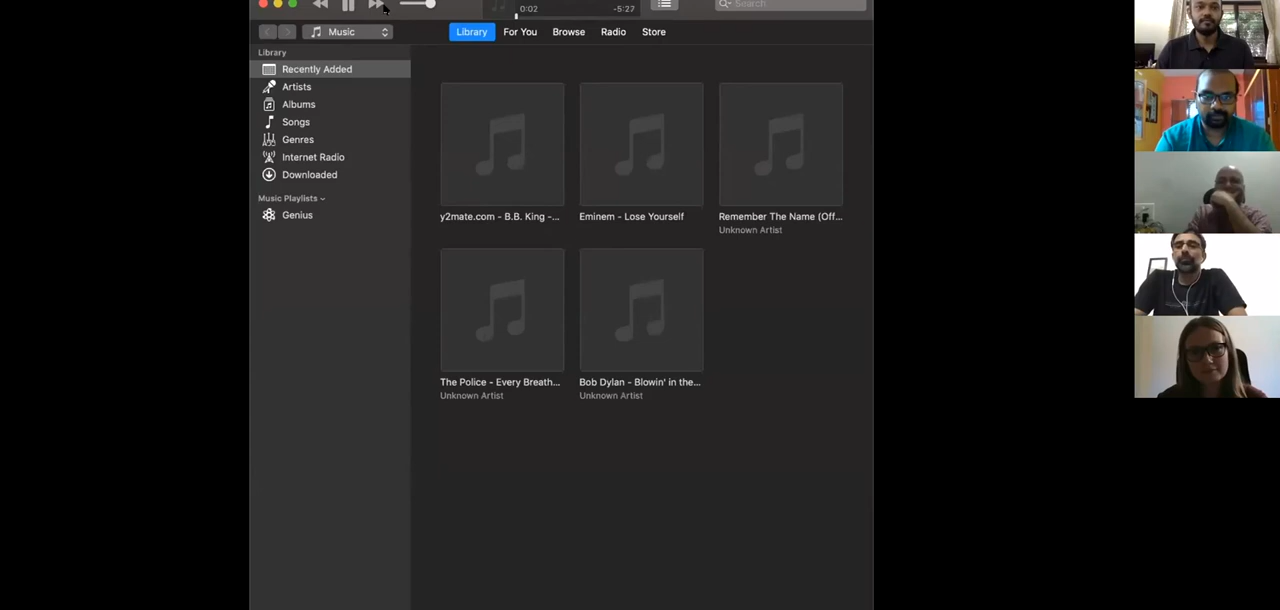 0:02
-5:27
Search
Music
Library
For You
Browse
Radio
Store
Library
Recently Added
Artists
Albums
Songs
Genres
Internet Radio
Downloaded
Music Playlists
Genius
y2mate.com - B.B. King -...
Eminem - Lose Yourself
Remember The Name (Off...
Unknown Artist
The Police - Every Breath...
Unknown Artist
Bob Dylan - Blowin' in the...
Unknown Artist